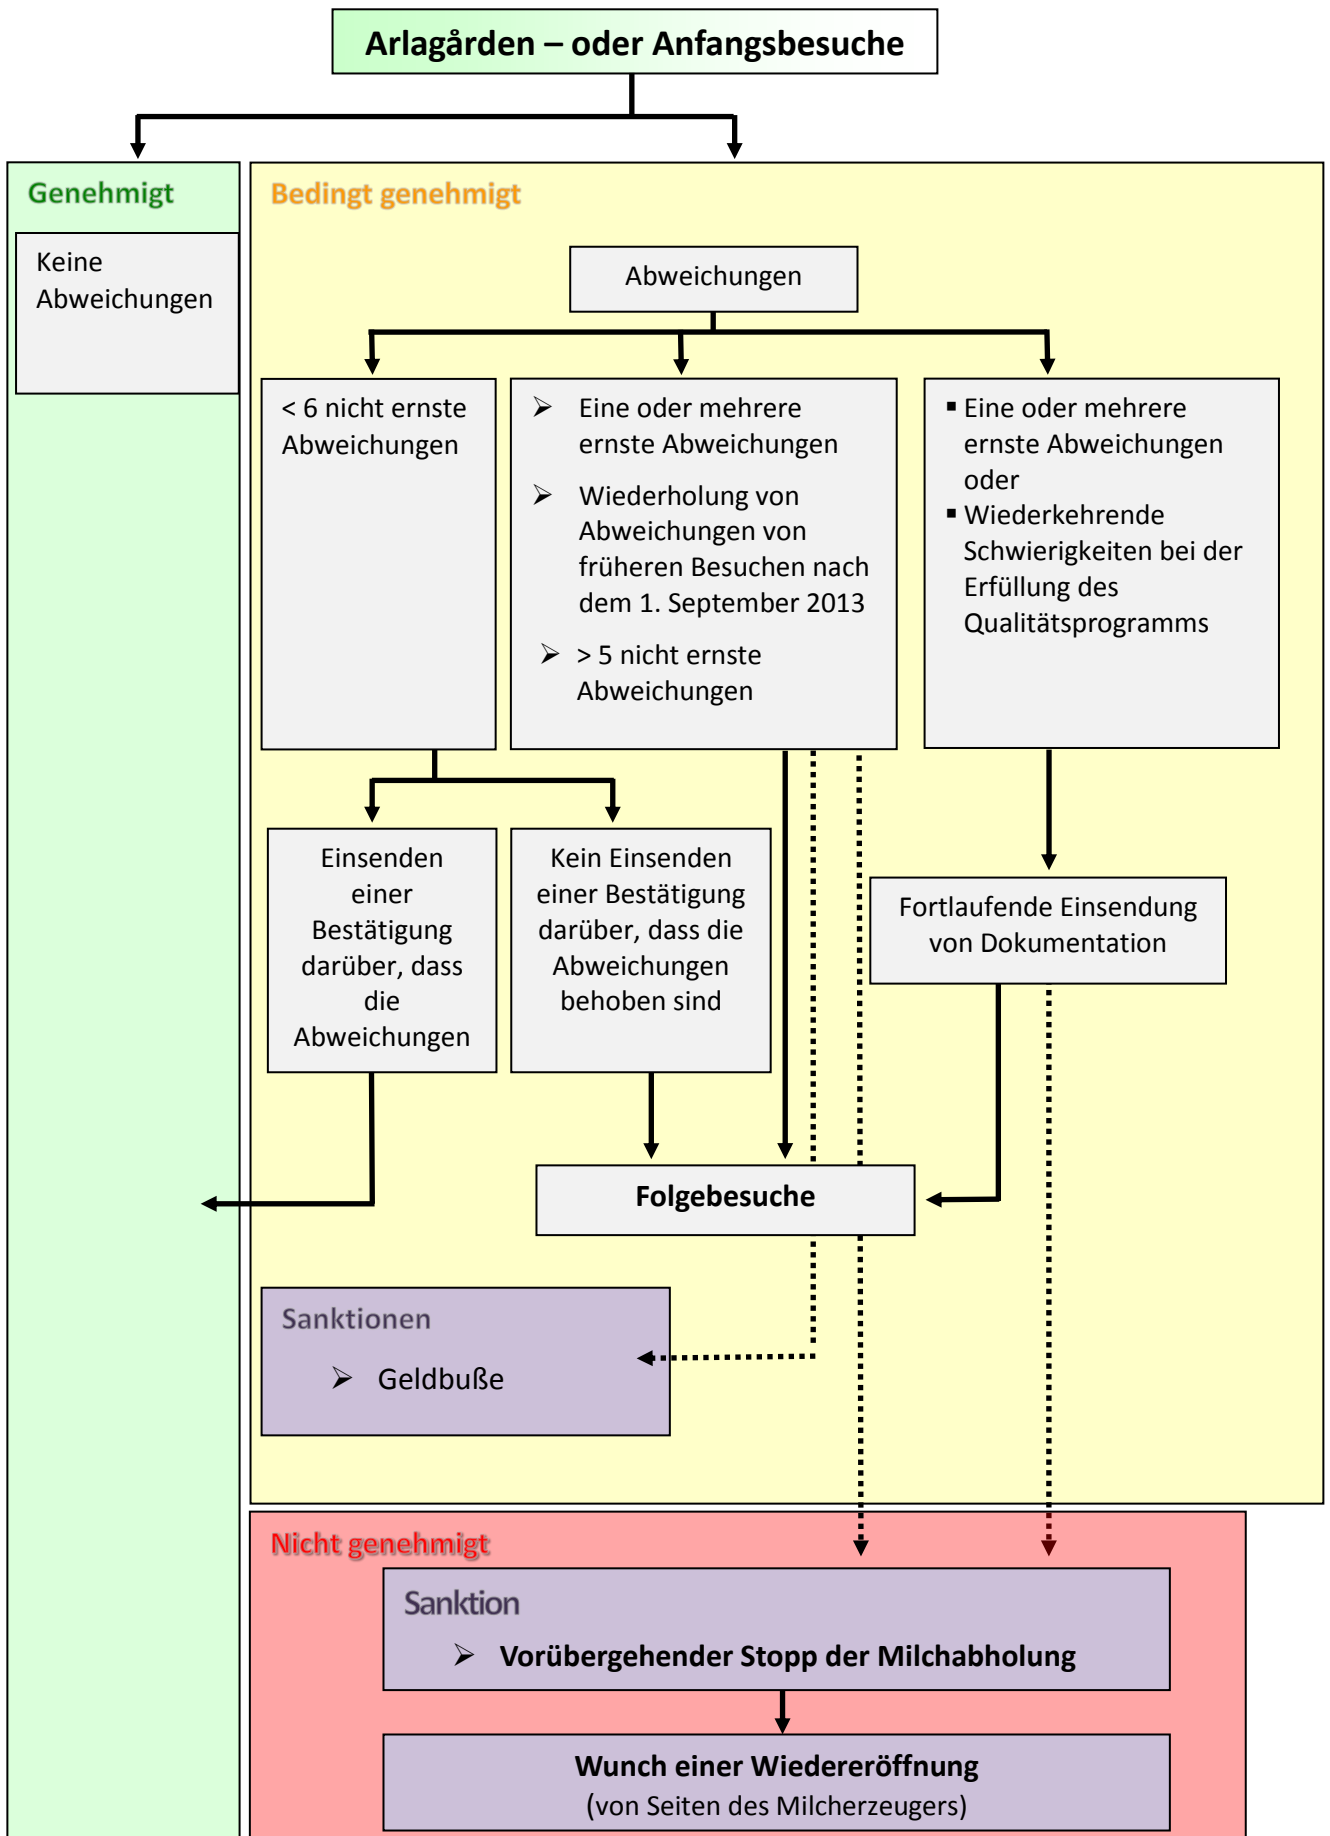 Arlagården – oder Anfangsbesuche
Genehmigt
Keine
Abweichungen
Bedingt genehmigt
Abweichungen
< 6 nicht ernste
Abweichungen
➢ Eine oder mehrere
ernste Abweichungen
➢ Wiederholung von
Abweichungen von
früheren Besuchen nach
dem 1. September 2013
➢ > 5 nicht ernste
Abweichungen
▪ Eine oder mehrere
ernste Abweichungen
oder
▪ Wiederkehrende
Schwierigkeiten bei der
Erfüllung des
Qualitätsprogramms
Einsenden
einer
Bestätigung
darüber, dass
die
Abweichungen
Kein Einsenden
einer Bestätigung
darüber, dass die
Abweichungen
behoben sind
Fortlaufende Einsendung
von Dokumentation
Folgebesuche
Sanktionen
➢ Geldbuße
Nicht genehmigt
Sanktion
➢ Vorübergehender Stopp der Milchabholung
Wunch einer Wiedereröffnung
(von Seiten des Milcherzeugers)